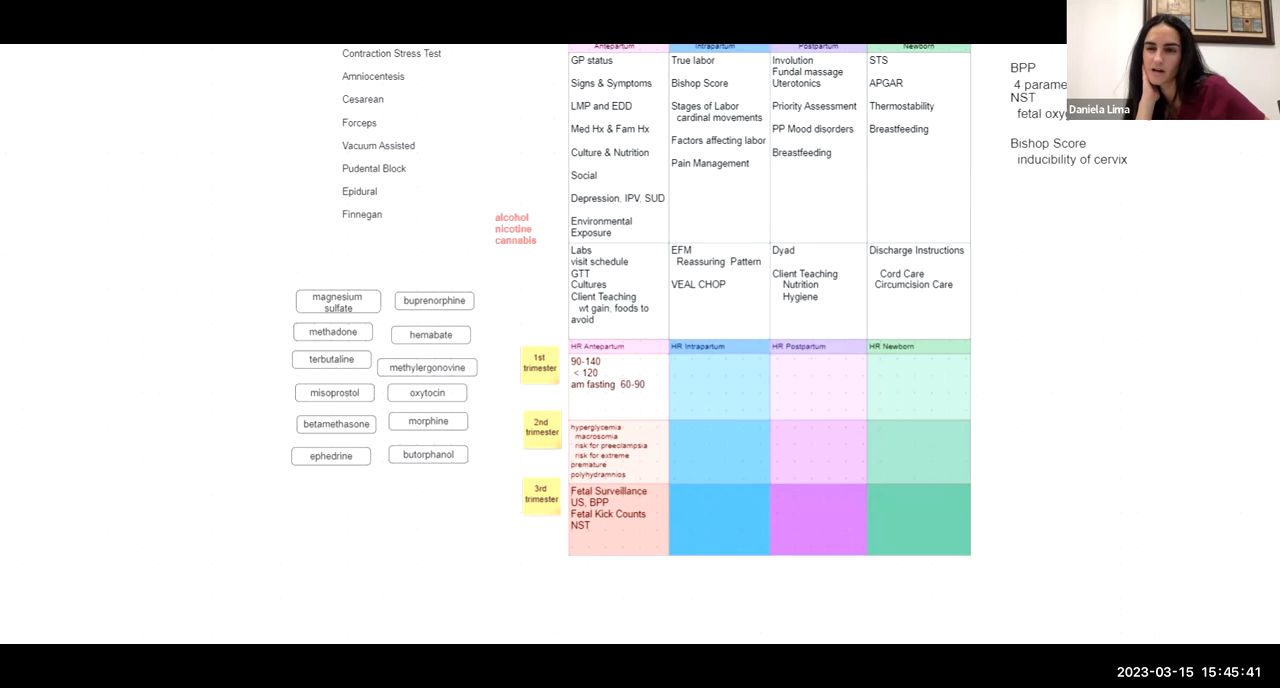 Contraction Stress Test
Amniocentesis
Cesarean
Forceps
Vacuum Assisted
Pudental Block
Epidural
Finnegan
alcohol
nicotine
cannabis
magnesium
sulfate
buprenorphine
methadone
hemabate
terbutaline
methylergonovine
misoprostol
oxytocin
betamethasone
morphine
ephedrine
butorphanol
1st
trimester
2nd
trimester
3rd
trimester
Antepartum
GP status
Signs & Symptoms
LMP and EDD
Med Hx & Fam Hx
Culture & Nutrition
Social
Depression, IPV, SUD
Environmental
Exposure
Labs
visit schedule
GTT
Cultures
Client Teaching
wt gain, foods to
avoid
HR Antepartum
90-140
< 120
am fasting 60-90
hyperglycemia
macrosomia
risk for preeclampsia
risk for extreme
premature
polyhydramnios
Fetal Surveillance
US, BPP
Fetal Kick Counts
NST
Intrapartum
True labor
Bishop Score
Stages of Labor
cardinal movements
Factors affecting labor
Pain Management
EFM
Reassuring Pattern
VEAL CHOP
HR Intrapartum
Postpartum
Involution
Fundal massage
Uterotonics
Priority Assessment
PP Mood disorders
Breastfeeding
Dyad
Client Teaching
Nutrition
Hygiene
HR Postpartum
Newborn
STS
APGAR
Thermostability
Breastfeeding
Discharge Instructions
Cord Care
Circumcision Care
HR Newborn
BPP
4 parame
NST
fetal oxy
Bishop Score
inducibility of cervix
Daniela Lima
2023-03-15 15:45:41